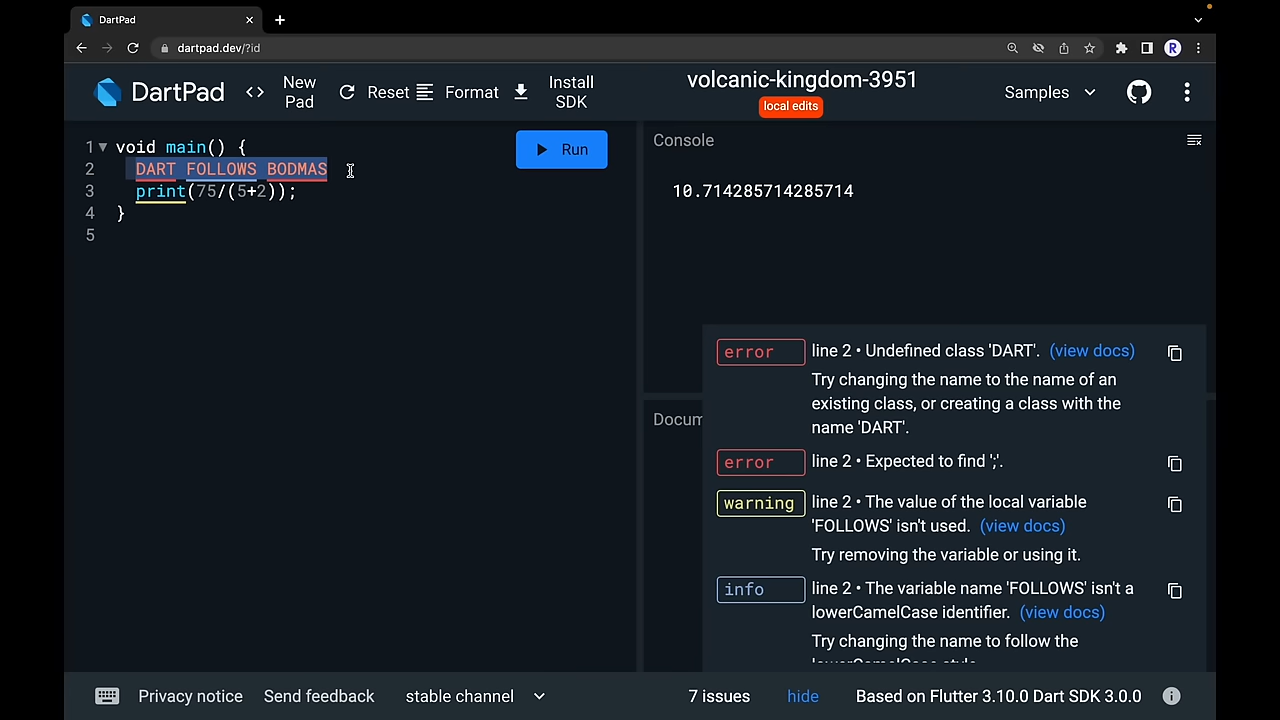 DartPad
dartpad.dev/?id
R
DartPad
<>
New
Pad
Reset
Format
Install
SDK
volcanic-kingdom-3951
local edits
Samples
1 void main() {
2 DART FOLLOWS BODMAS
3 print(75/(5+2));
4 }
5
Run
Console
10.714285714285714
Docum
error line 2 • Undefined class 'DART'. (view docs)
Try changing the name to the name of an
existing class, or creating a class with the
name 'DART'.
error line 2 • Expected to find ';'.
warning line 2 • The value of the local variable
'FOLLOWS' isn't used. (view docs)
Try removing the variable or using it.
info line 2 • The variable name 'FOLLOWS' isn't a
lowerCamelCase identifier. (view docs)
Try changing the name to follow the
lowerCamelCase style.
Privacy notice
Send feedback
stable channel
7 issues
hide
Based on Flutter 3.10.0 Dart SDK 3.0.0